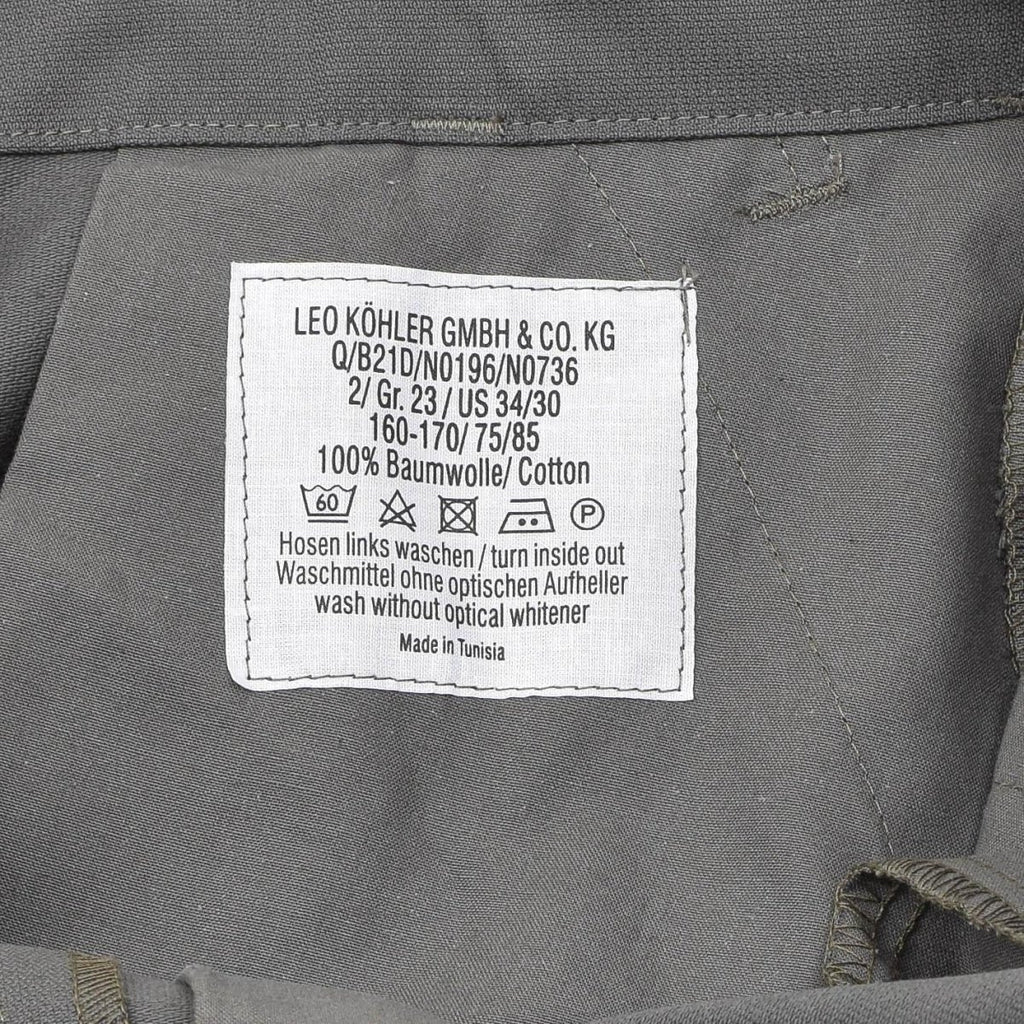 LEO KÖHLER GMBH & CO. KG
Q/B21D/N0196/N0736
2/ Gr. 23 / US 34/30
160-170/ 75/85
100% Baumwolle/ Cotton
60 P
Hosen links waschen / turn inside out
Waschmittel ohne optischen Aufheller
wash without optical whitener
Made in Tunisia